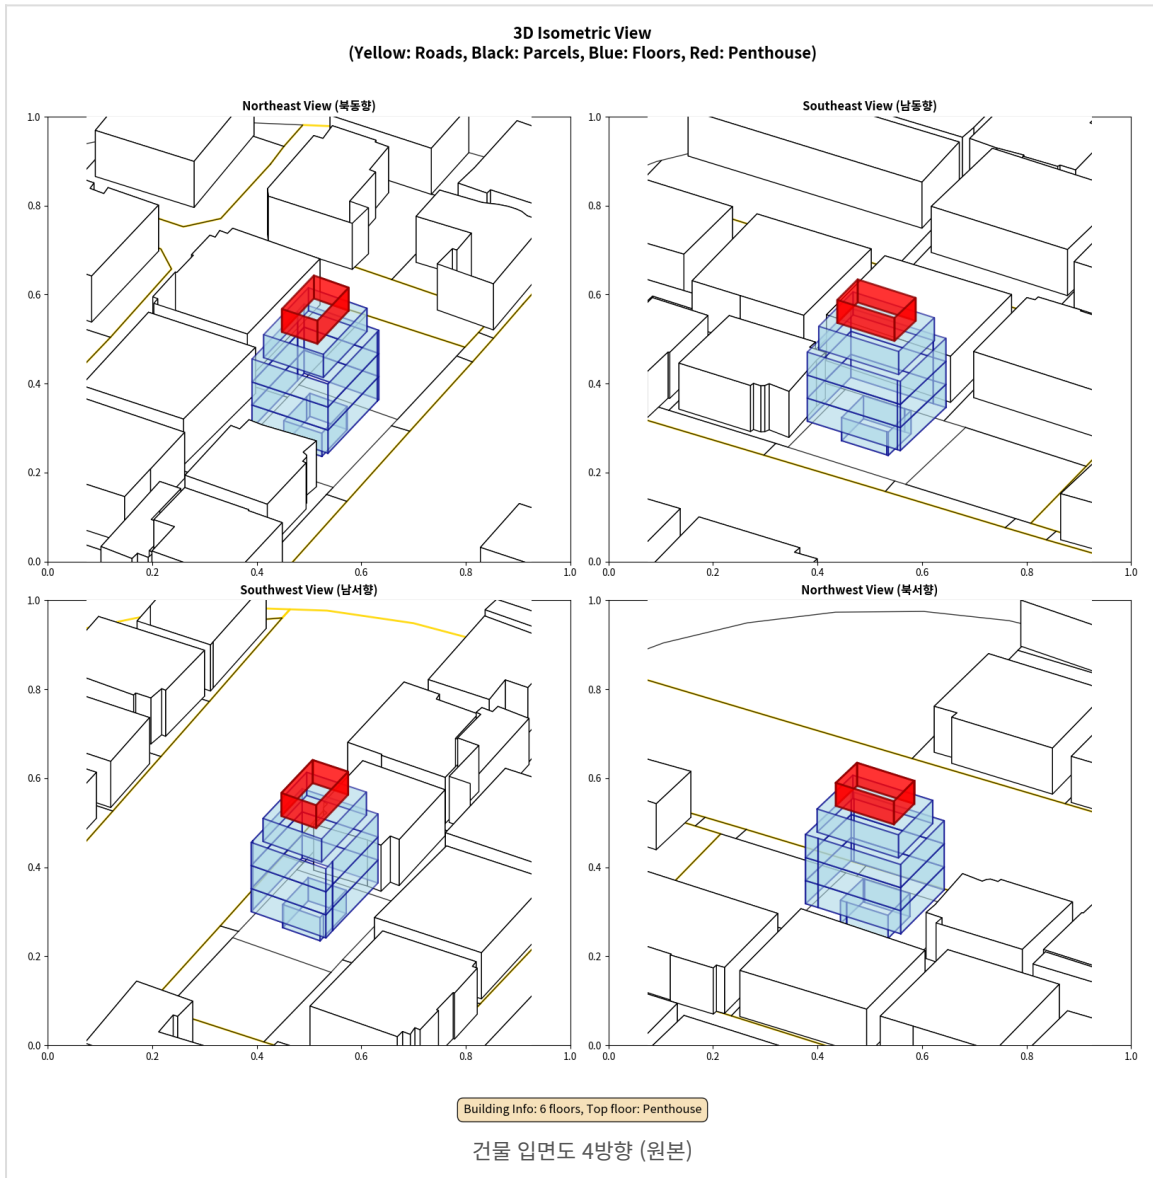 3D Isometric View
(Yellow: Roads, Black: Parcels, Blue: Floors, Red: Penthouse)
Northeast View (북동향)
1.0
0.8
0.6
0.4
0.2
0.0
0.0 0.2 0.4 0.6 0.8 1.0
Southeast View (남동향)
1.0
0.8
0.6
0.4
0.2
0.0
0.0 0.2 0.4 0.6 0.8 1.0
Southwest View (남서향)
1.0
0.8
0.6
0.4
0.2
0.0
0.0 0.2 0.4 0.6 0.8 1.0
Northwest View (북서향)
1.0
0.8
0.6
0.4
0.2
0.0
0.0 0.2 0.4 0.6 0.8 1.0
Building Info: 6 floors, Top floor: Penthouse
건물 입면도 4방향 (원본)